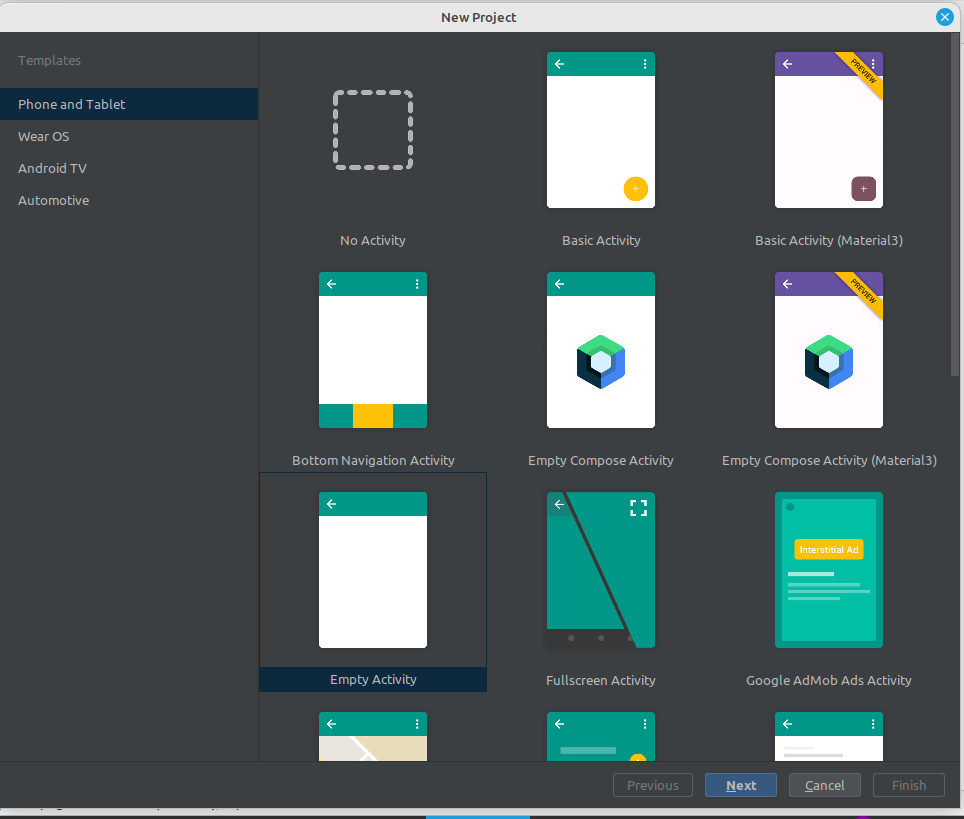 New Project
Templates
Phone and Tablet
Wear OS
Android TV
Automotive
No Activity
Basic Activity
PREVIEW
Basic Activity (Material3)
Bottom Navigation Activity
Empty Compose Activity
PREVIEW
Empty Compose Activity (Material3)
Empty Activity
Fullscreen Activity
Interstitial Ad
Google AdMob Ads Activity
Previous
Next
Cancel
Finish